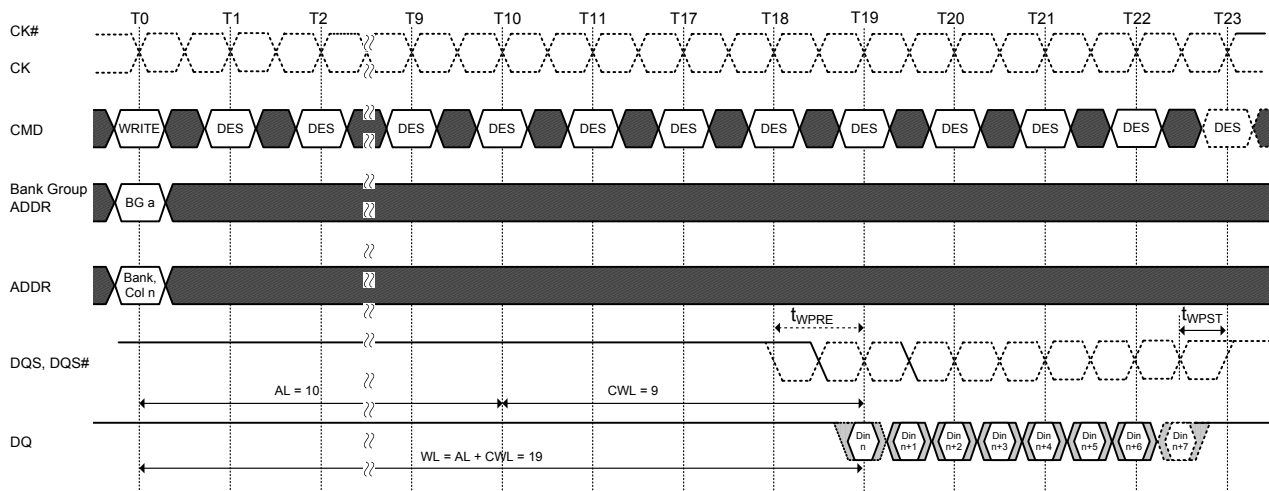 T0 T1 T2 T9 T10 T11 T17 T18 T19 T20 T21 T22 T23
CK#
CK
CMD WRITE DES DES DES DES DES DES DES DES DES DES DES DES
Bank Group
ADDR
BG a
ADDR
Bank,
Col n
tWPRE tWPST
DQS, DQS#
AL = 10 CWL = 9
DQ
Din Din Din Din Din Din Din Din
n n+1 n+2 n+3 n+4 n+5 n+6 n+7
WL = AL + CWL = 19